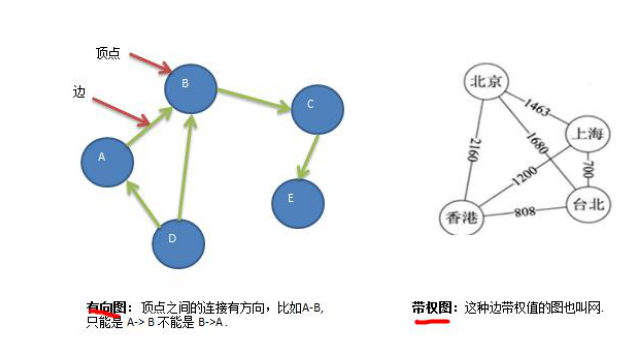 顶点
边
B
C
A
E
D
北京
1463
上海
2160
1680
1200
700
香港
808
台北
有向图：顶点之间的连接有方向，比如A-B,
只能是 A-> B 不能是 B->A .
带权图：这种边带权值的图也叫网.